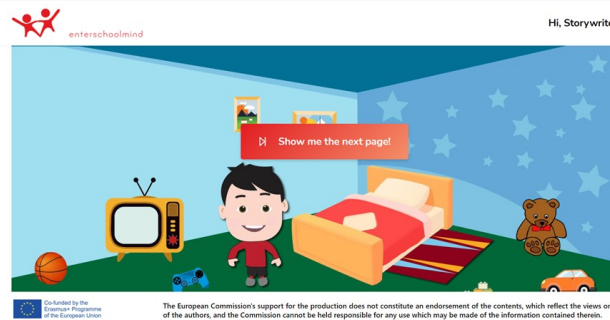 Hi, Storywrite
enterschoolmind
Show me the next page!
Co-funded by the
Erasmus+ Programme
of the European Union
The European Commission's support for the production does not constitute an endorsement of the contents, which reflect the views on
of the authors, and the Commission cannot be held responsible for any use which may be made of the information contained therein.